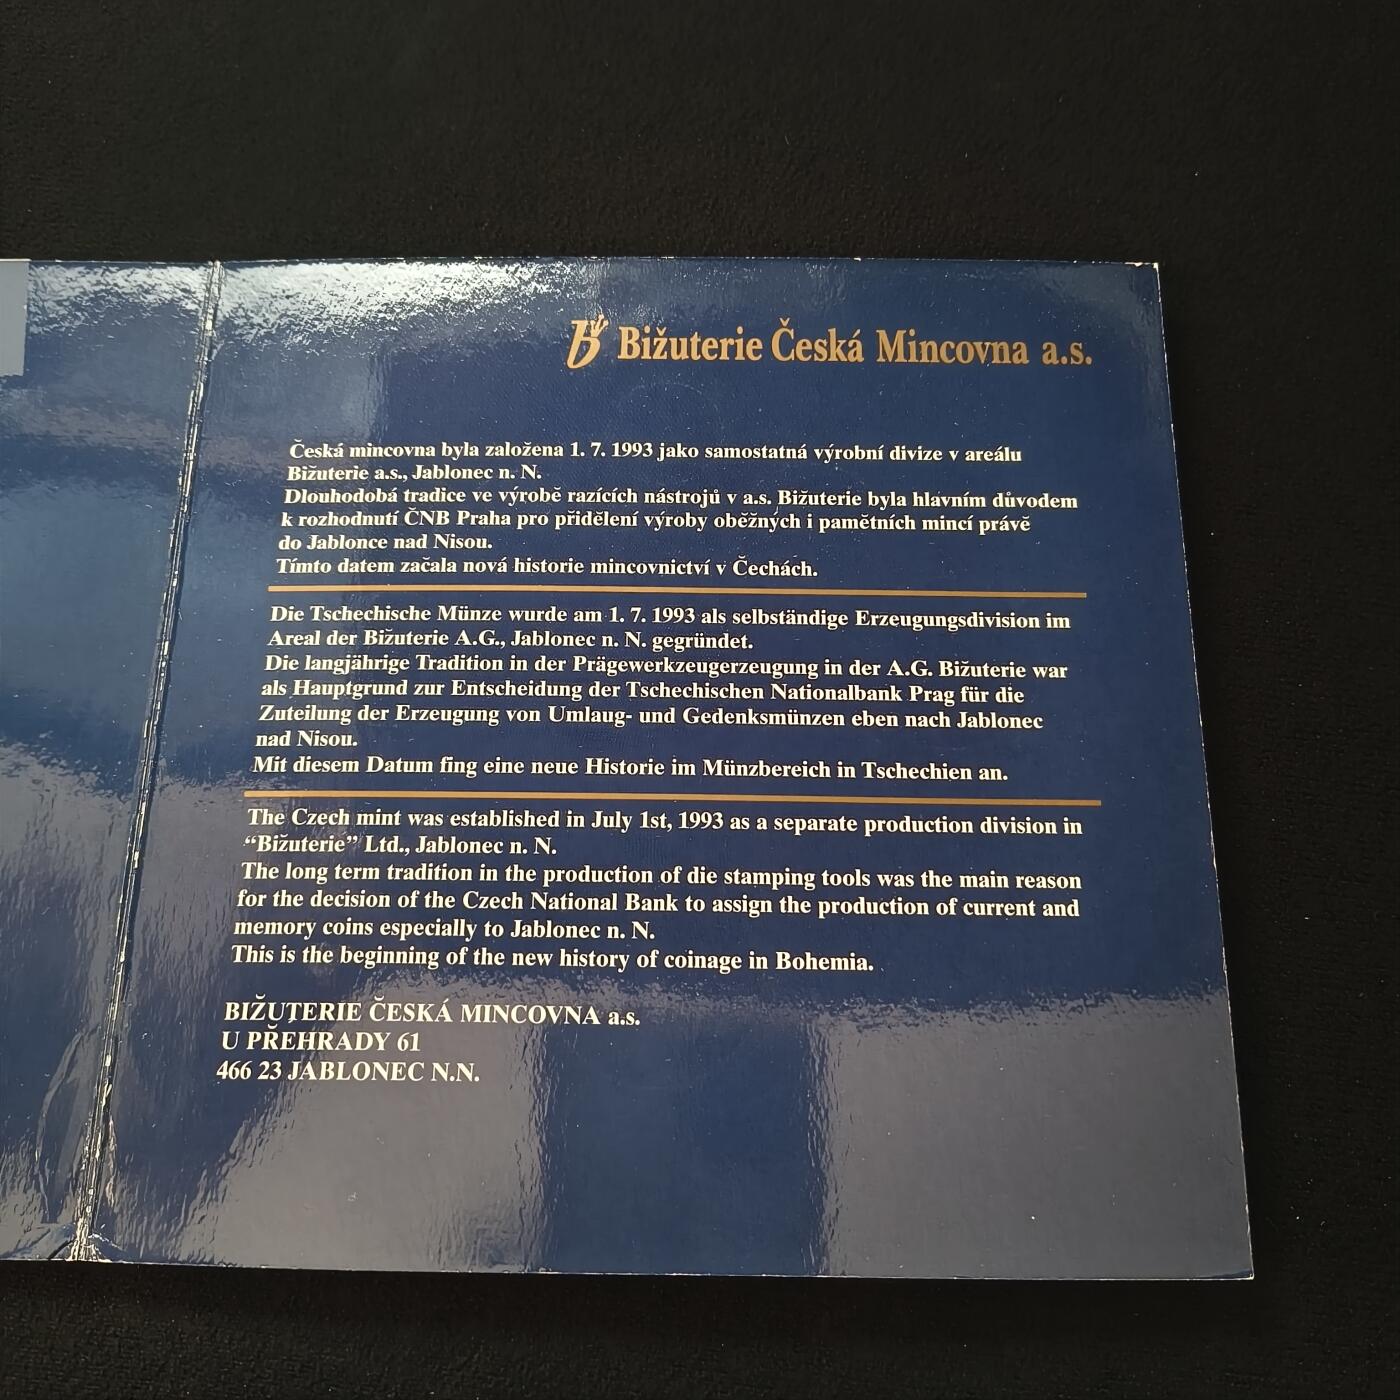 Bižuterie Česká Mincovna a.s.
Česká mincovna byla založena 1. 7. 1993 jako samostatná výrobní divize v areálu
Bižuterie a.s., Jablonec n. N.
Dlouhodobá tradice ve výrobě razících nástrojů v a.s. Bižuterie byla hlavním důvodem
k rozhodnutí ČNB Praha pro přidělení výroby oběžných i pamětních mincí právě
do Jablonce nad Nisou.
Tímto datem začala nová historie mincovnictví v Čechách.
Die Tschechische Münze wurde am 1. 7. 1993 als selbständige Erzeugungsdivision im
Areal der Bižuterie A.G., Jablonec n. N. gegründet.
Die langjährige Tradition in der Prägewerkzeugerzeugung in der A.G. Bižuterie war
als Hauptgrund zur Entscheidung der Tschechischen Nationalbank Prag für die
Zuteilung der Erzeugung von Umlaug- und Gedenksmünzen eben nach Jablonec
nad Nisou.
Mit diesem Datum fing eine neue Historie im Münzbereich in Tschechien an.
The Czech mint was established in July 1st, 1993 as a separate production division in
“Bižuterie” Ltd., Jablonec n. N.
The long term tradition in the production of die stamping tools was the main reason
for the decision of the Czech National Bank to assign the production of current and
memory coins especially to Jablonec n. N.
This is the beginning of the new history of coinage in Bohemia.
BIŽUTERIE ČESKÁ MINCOVNA a.s.
U PŘEHRADY 61
466 23 JABLONEC N.N.